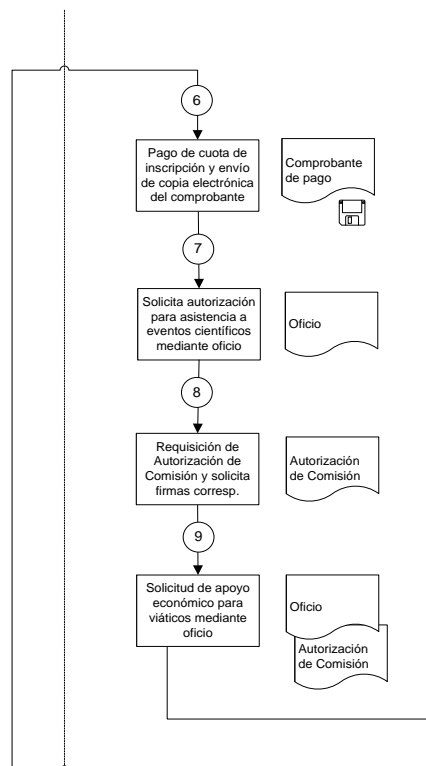 6
Pago de cuota de
inscripción y envío
de copia electrónica
del comprobante
Comprobante
de pago
7
Solicita autorización
para asistencia a
eventos científicos
mediante oficio
Oficio
8
Requisición de
Autorización de
Comisión y solicita
firmas corresp.
Autorización
de Comisión
9
Solicitud de apoyo
económico para
viáticos mediante
oficio
Oficio
Autorización
de Comisión